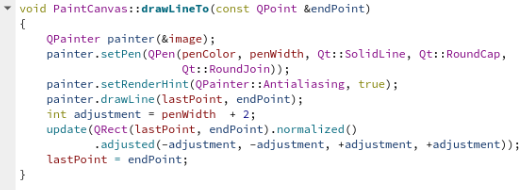 void PaintCanvas::drawLineTo(const QPoint &endPoint)
{
    QPainter painter(&image);
    painter.setPen(QPen(penColor, penWidth, Qt::SolidLine, Qt::RoundCap,
                        Qt::RoundJoin));
    painter.setRenderHint(QPainter::Antialiasing, true);
    painter.drawLine(lastPoint, endPoint);
    int adjustment = penWidth  + 2;
    update(QRect(lastPoint, endPoint).normalized()
           .adjusted(-adjustment, -adjustment, +adjustment, +adjustment));
    lastPoint = endPoint;
}